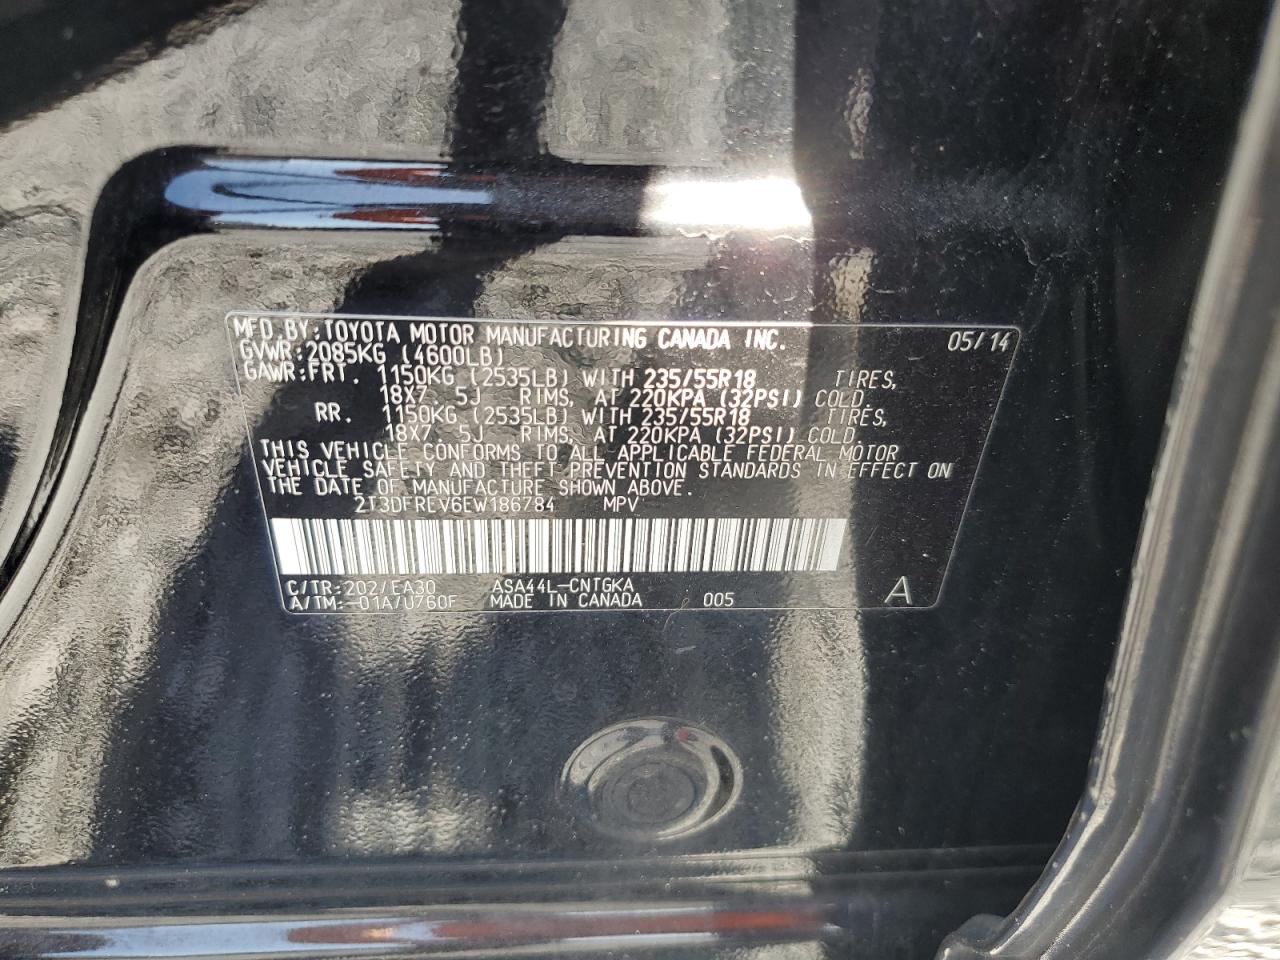 MFD. BY: TOYOTA MOTOR MANUFACTURING CANADA INC. 05/14
GVWR: 2085KG (4600LB)
GAWR: FRT. 1150KG (2535LB) WITH 235/55R18 TIRES,
18X7. 5J RIMS, AT 220KPA (32PSI) COLD,
RR. 1150KG (2535LB) WITH 235/55R18 TIRES,
18X7. 5J RIMS, AT 220KPA (32PSI) COLD,
THIS VEHICLE CONFORMS TO ALL APPLICABLE FEDERAL MOTOR
VEHICLE SAFETY AND THEFT PREVENTION STANDARDS IN EFFECT ON
THE DATE OF MANUFACTURE SHOWN ABOVE.
2T3DFREV6EW186784 MPV
C/TR: 202/EA30 ASA44L-CNTGKA
A/TM: -01A/U760F MADE IN CANADA 005 A